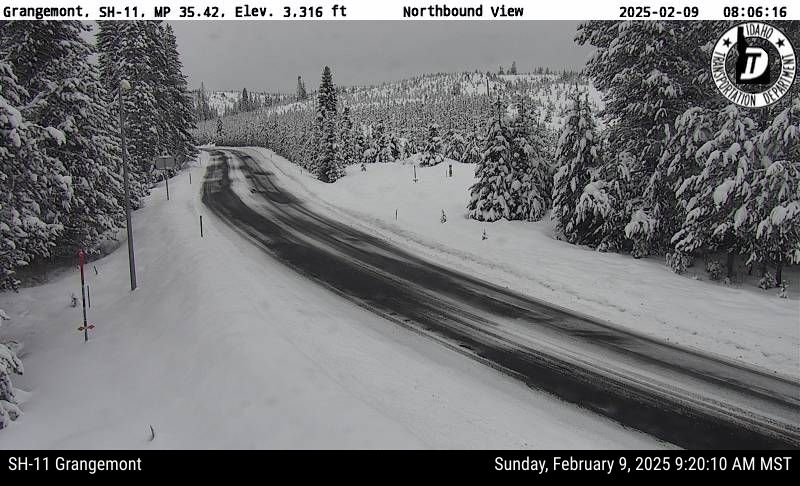 Grangemont, SH-11, MP 35.42, Elev. 3,316 ft Northbound View 2025-02-09 08:06:16
IDAHO
TRANSPORTATION DEPARTMENT
SH-11 Grangemont Sunday, February 9, 2025 9:20:10 AM MST